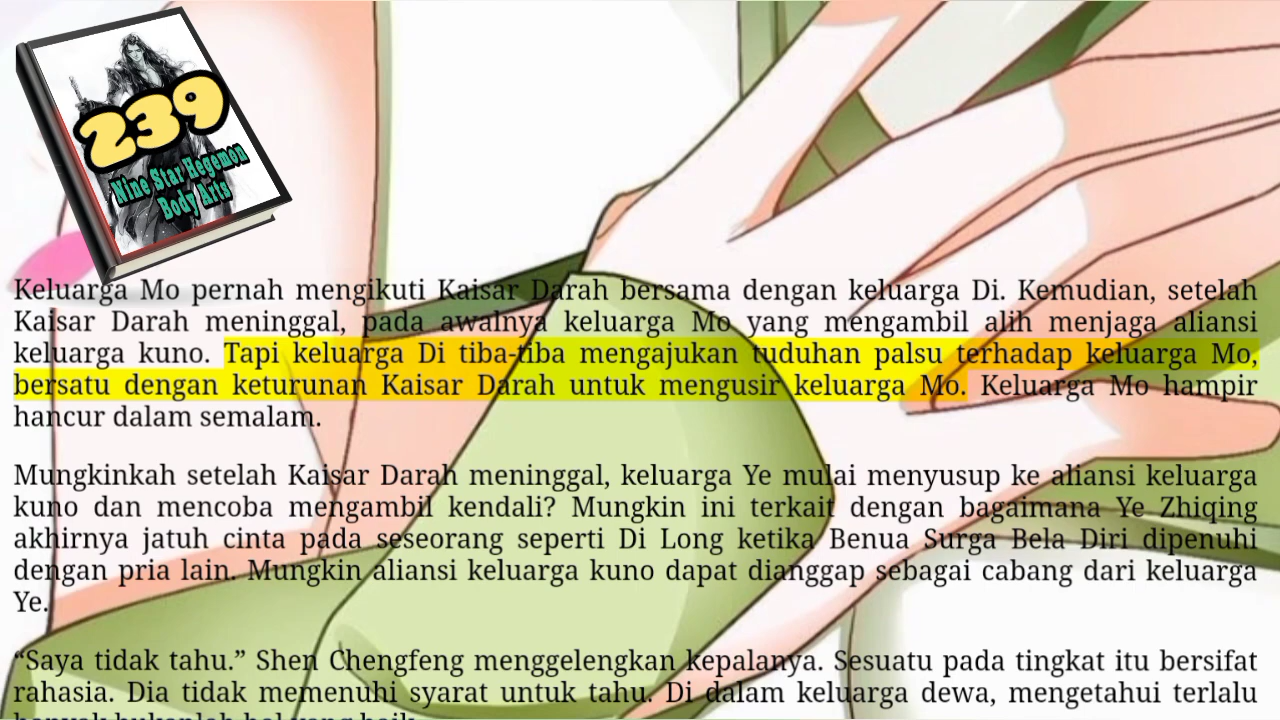 239
Nine Star Hegemon
Body Arts
Keluarga Mo pernah mengikuti Kaisar Darah bersama dengan keluarga Di. Kemudian, setelah
Kaisar Darah meninggal, pada awalnya keluarga Mo yang mengambil alih menjaga aliansi
keluarga kuno. Tapi keluarga Di tiba-tiba mengajukan tuduhan palsu terhadap keluarga Mo,
bersatu dengan keturunan Kaisar Darah untuk mengusir keluarga Mo. Keluarga Mo hampir
hancur dalam semalam.
Mungkinkah setelah Kaisar Darah meninggal, keluarga Ye mulai menyusup ke aliansi keluarga
kuno dan mencoba mengambil kendali? Mungkin ini terkait dengan bagaimana Ye Zhiqing
akhirnya jatuh cinta pada seseorang seperti Di Long ketika Benua Surga Bela Diri dipenuhi
dengan pria lain. Mungkin aliansi keluarga kuno dapat dianggap sebagai cabang dari keluarga
Ye.
“Saya tidak tahu.” Shen Chengfeng menggelengkan kepalanya. Sesuatu pada tingkat itu bersifat
rahasia. Dia tidak memenuhi syarat untuk tahu. Di dalam keluarga dewa, mengetahui terlalu